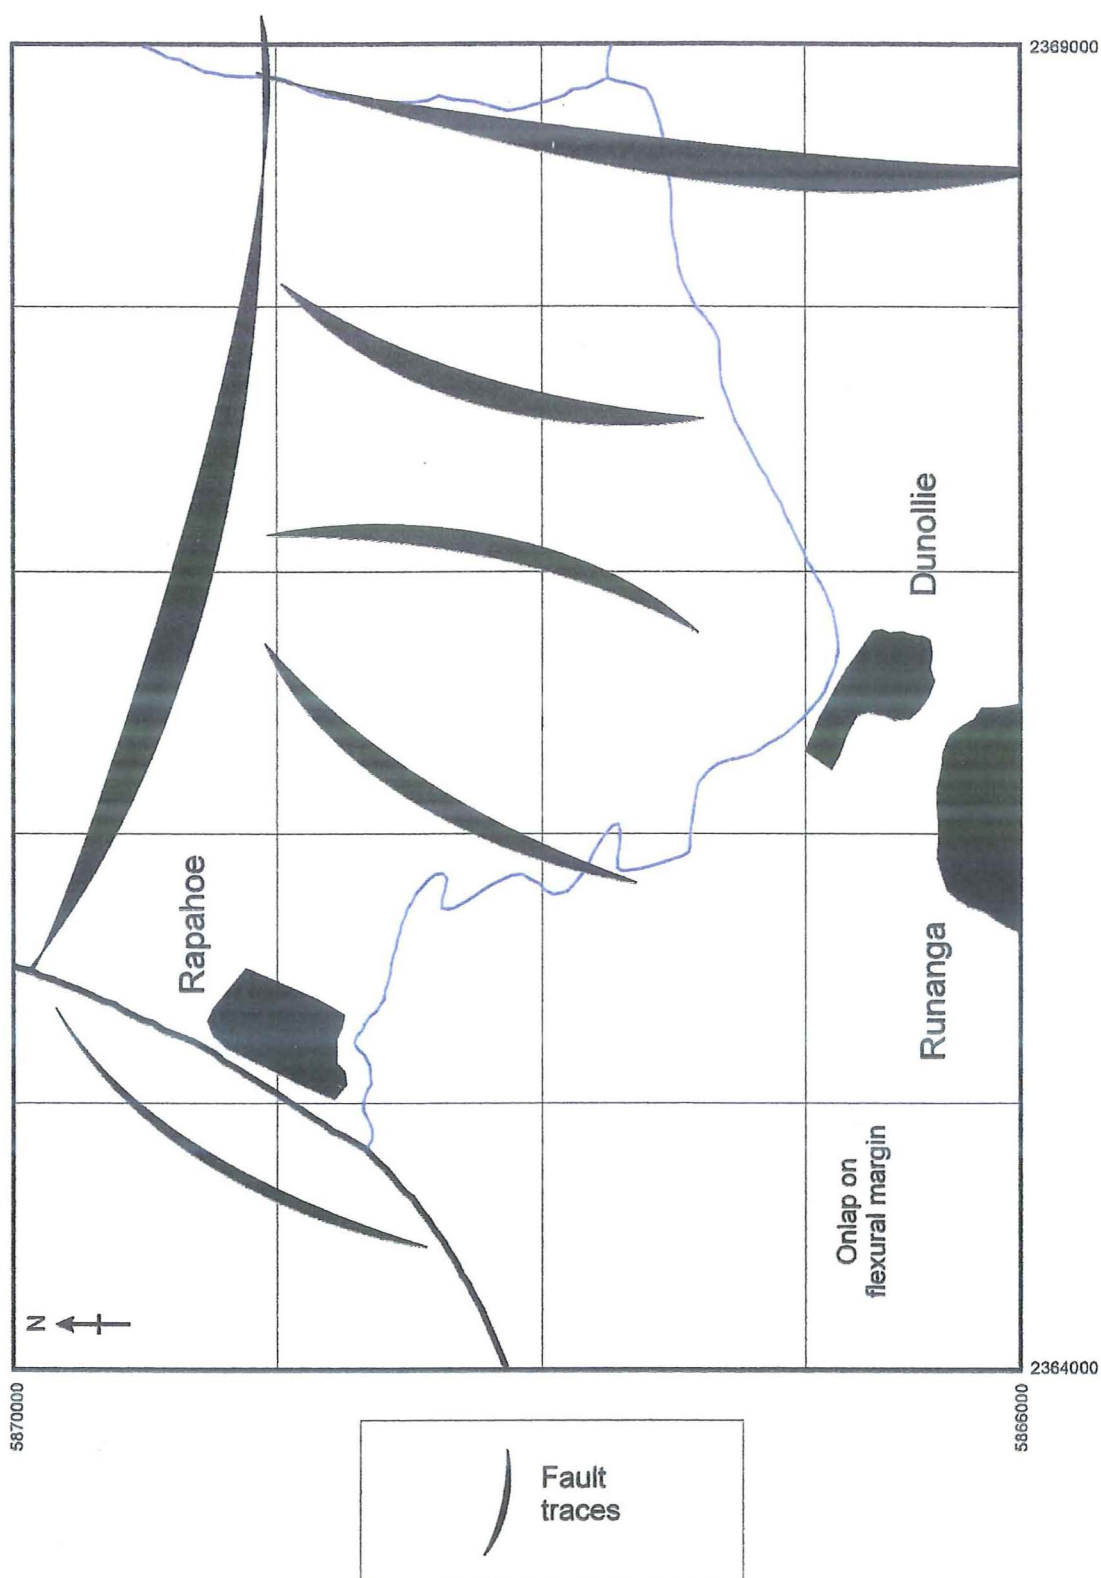 2369000
Dunollie
Rapahoe
Runanga
Onlap on
flexural margin
N
2364000
5870000
5866000
Fault
traces